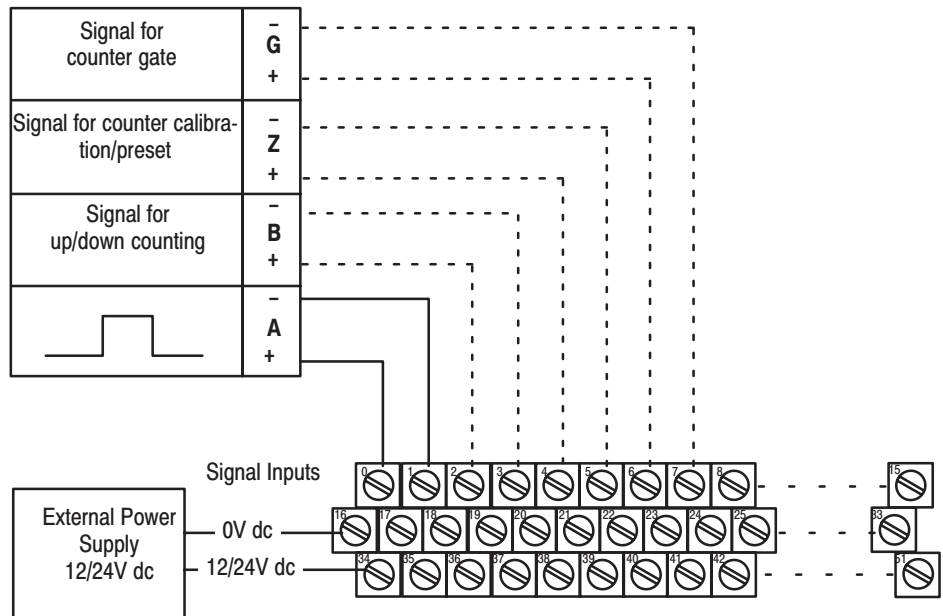 Signal for
counter gate
–
G
+
Signal for counter calibra-
tion/preset
–
Z
+
Signal for
up/down counting
–
B
+
–
A
+
Signal Inputs
0 1 2 3 4 5 6 7 8 15
External Power
Supply
12/24V dc
0V dc
16 17 18 19 20 21 22 23 24 25 33
12/24V dc
34 35 36 37 38 39 40 41 42 51